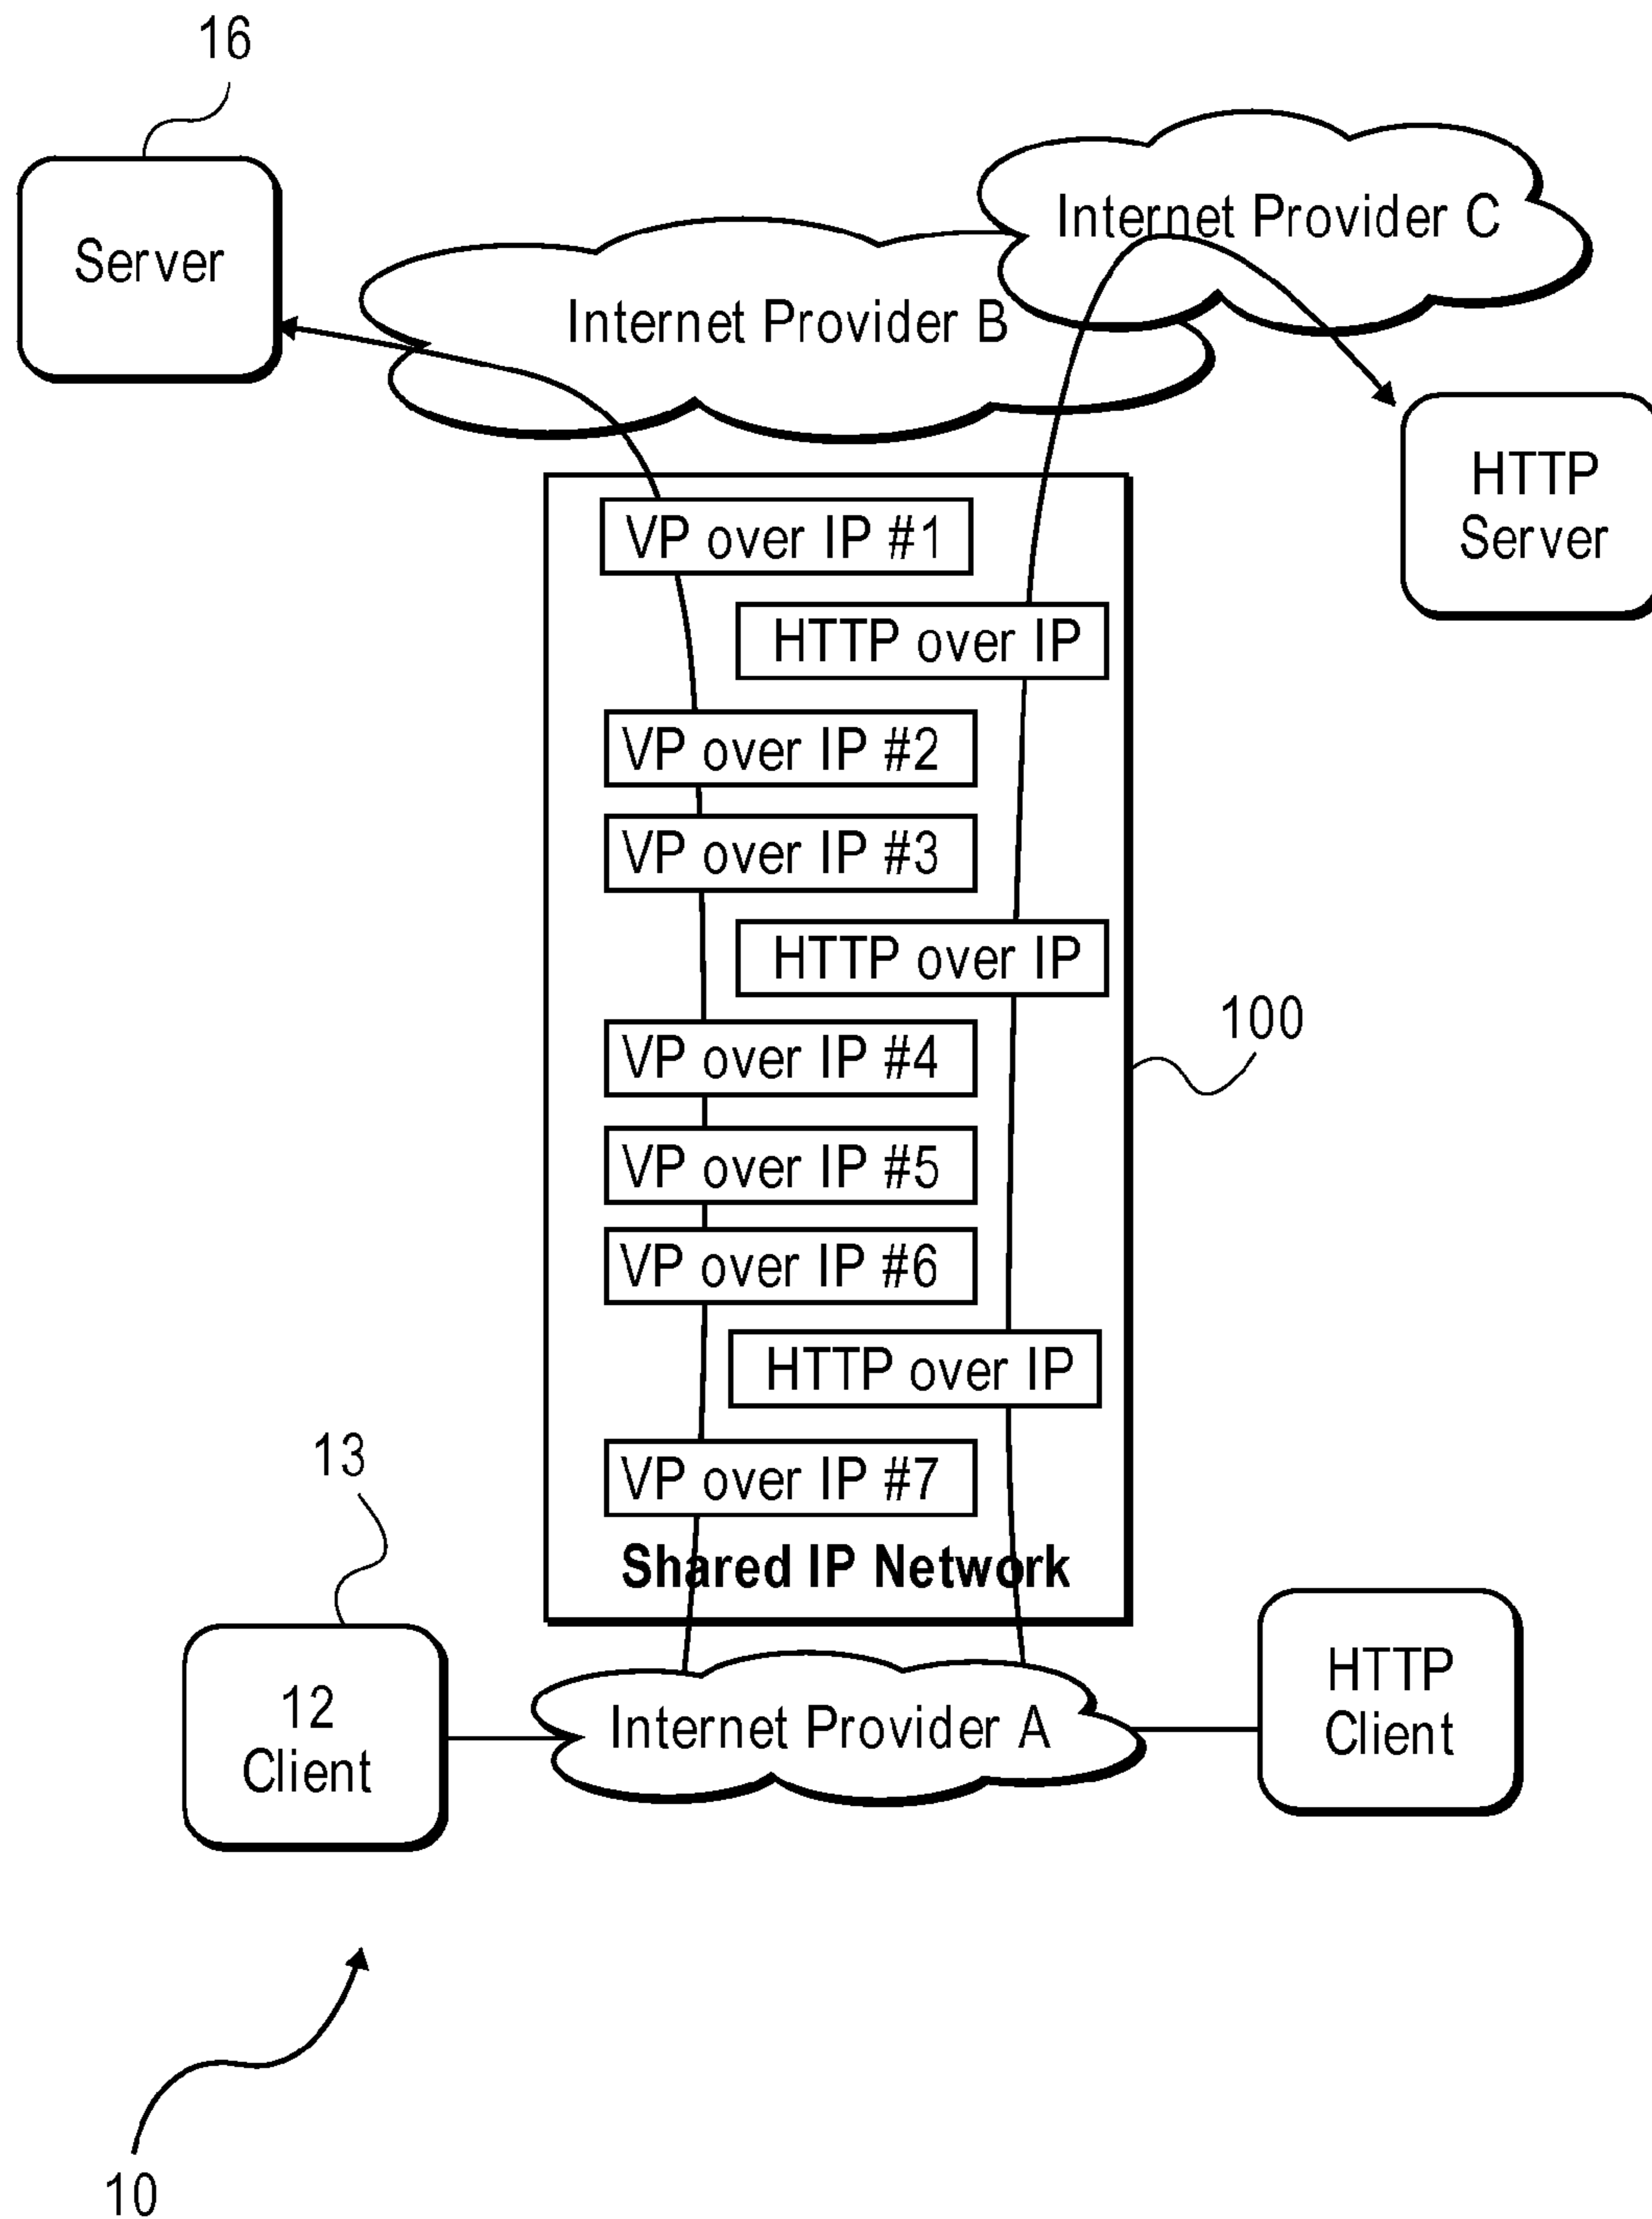 16
Server
Internet Provider C
Internet Provider B
HTTP
Server
VP over IP #1
HTTP over IP
VP over IP #2
VP over IP #3
HTTP over IP
100
VP over IP #4
VP over IP #5
VP over IP #6
HTTP over IP
13
VP over IP #7
Shared IP Network
12
Client
Internet Provider A
HTTP
Client
10